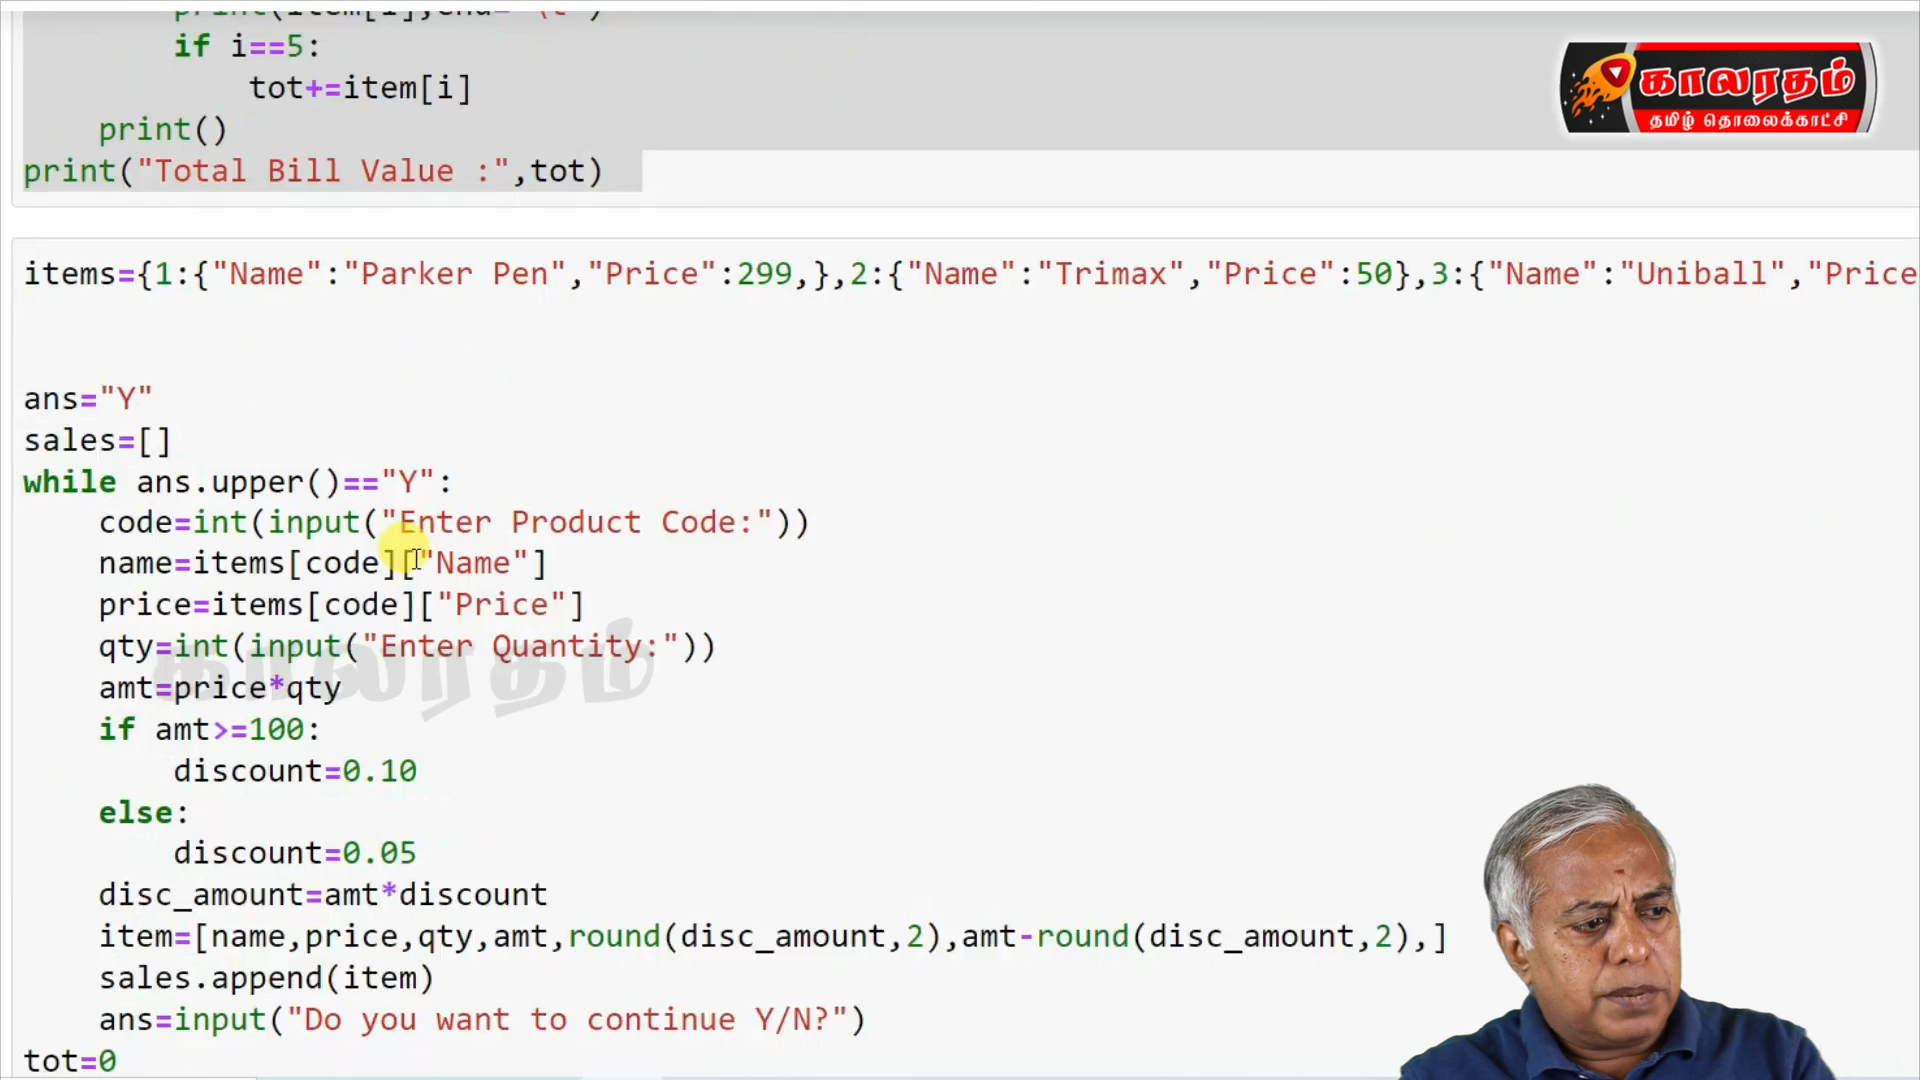 if i==5:
tot+=item[i]
print()
print("Total Bill Value :",tot)
காலரதம்
தமிழ் தொலைக்காட்சி
items={1:{"Name":"Parker Pen","Price":299,},2:{"Name":"Trimax","Price":50},3:{"Name":"Uniball","Price
ans="Y"
sales=[]
while ans.upper()=="Y":
code=int(input("Enter Product Code:"))
name=items[code]["Name"]
price=items[code]["Price"]
qty=int(input("Enter Quantity:"))
காலரதம்
amt=price*qty
if amt>=100:
discount=0.10
else:
discount=0.05
disc_amount=amt*discount
item=[name,price,qty,amt,round(disc_amount,2),amt-round(disc_amount,2),]
sales.append(item)
ans=input("Do you want to continue Y/N?")
tot=0